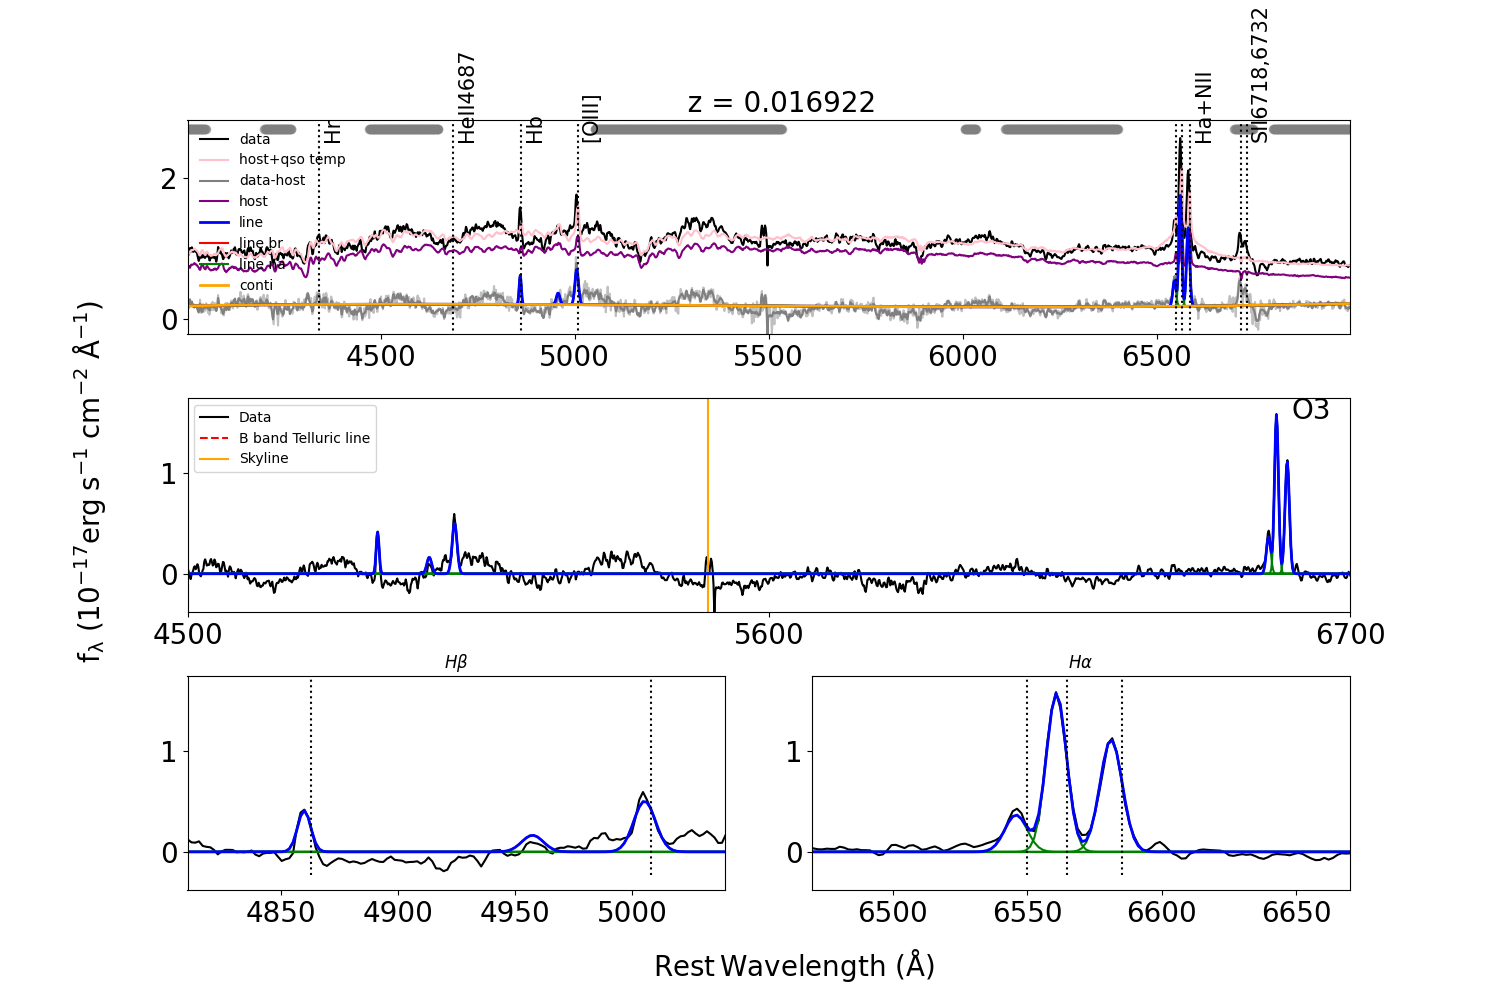 z = 0.016922
Hr
HeII4687
Hb
[OIII]
Ha+NII
SII6718,6732
data
host+qso temp
data-host
host
line
line br
line na
conti
2
0
4500 5000 5500 6000 6500
fλ (10⁻¹⁷erg s⁻¹ cm⁻² Å⁻¹)
O3
Data
B band Telluric line
Skyline
1
0
4500 5600 6700
Hβ
1
0
4850 4900 4950 5000
Hα
1
0
6500 6550 6600 6650
Rest Wavelength (Å)